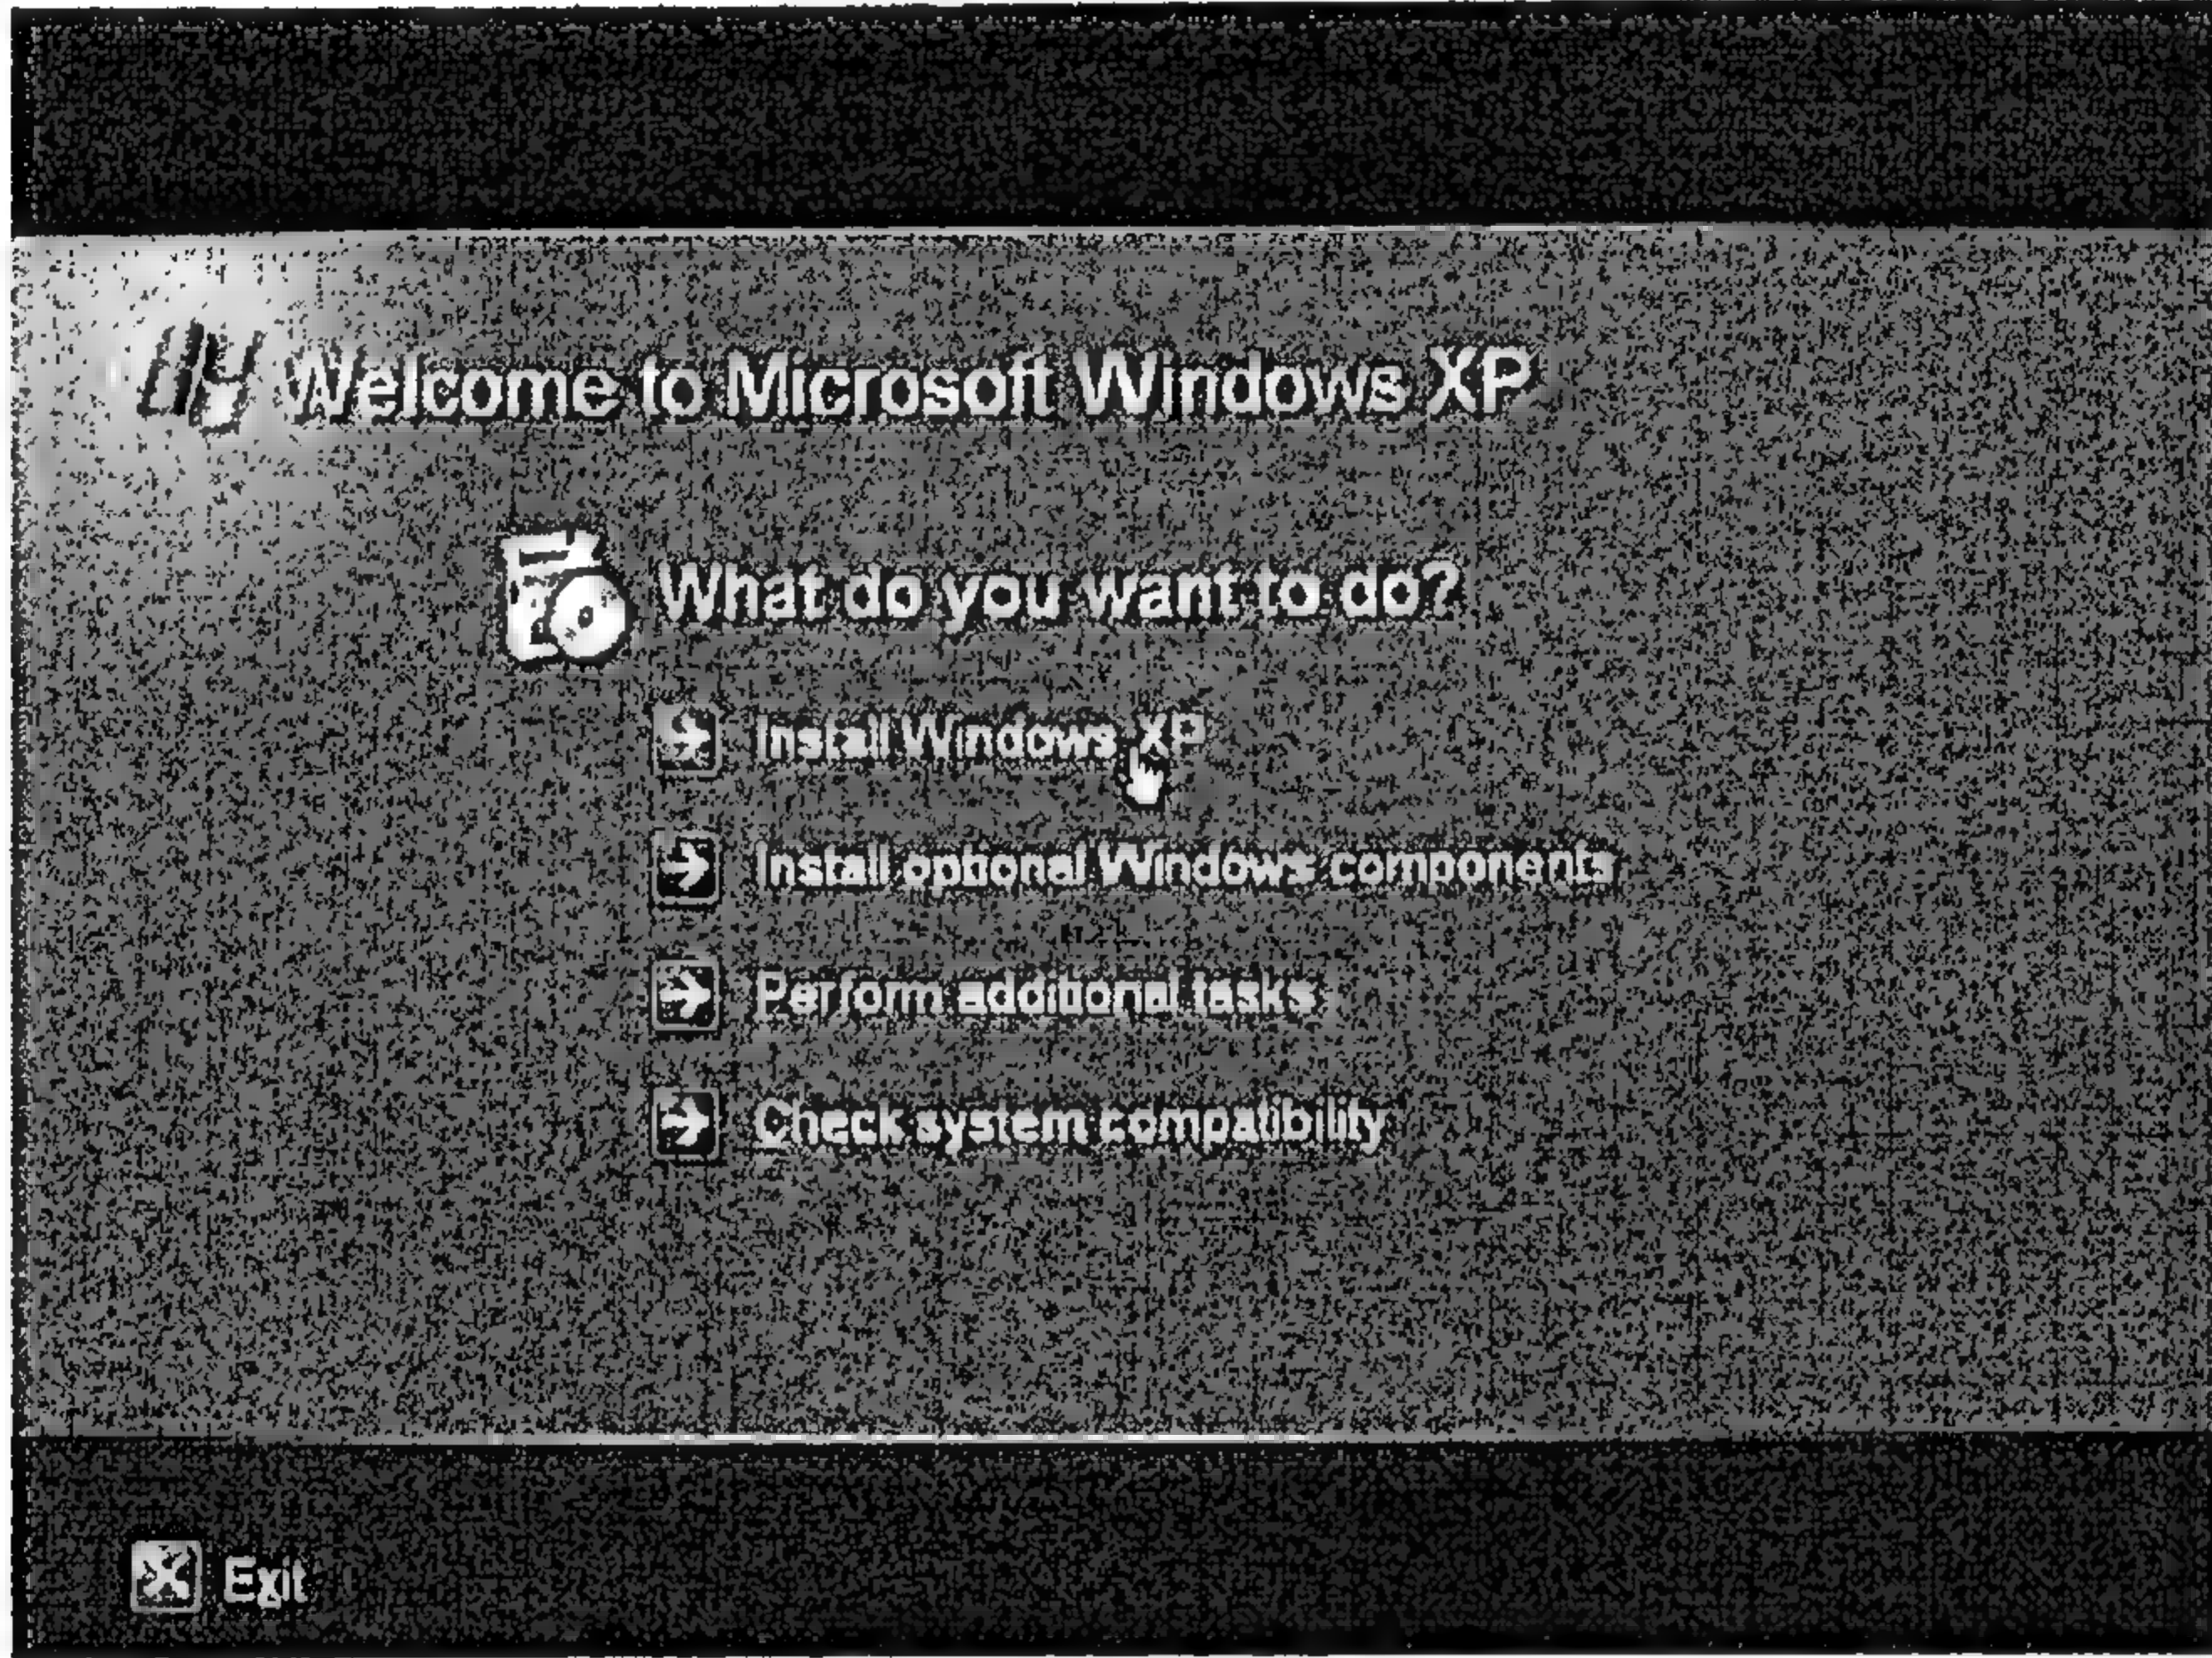 Welcome to Microsoft Windows XP
What do you want to do?
Install Windows XP
Install optional Windows components
Perform additional tasks
Check system compatibility
Exit